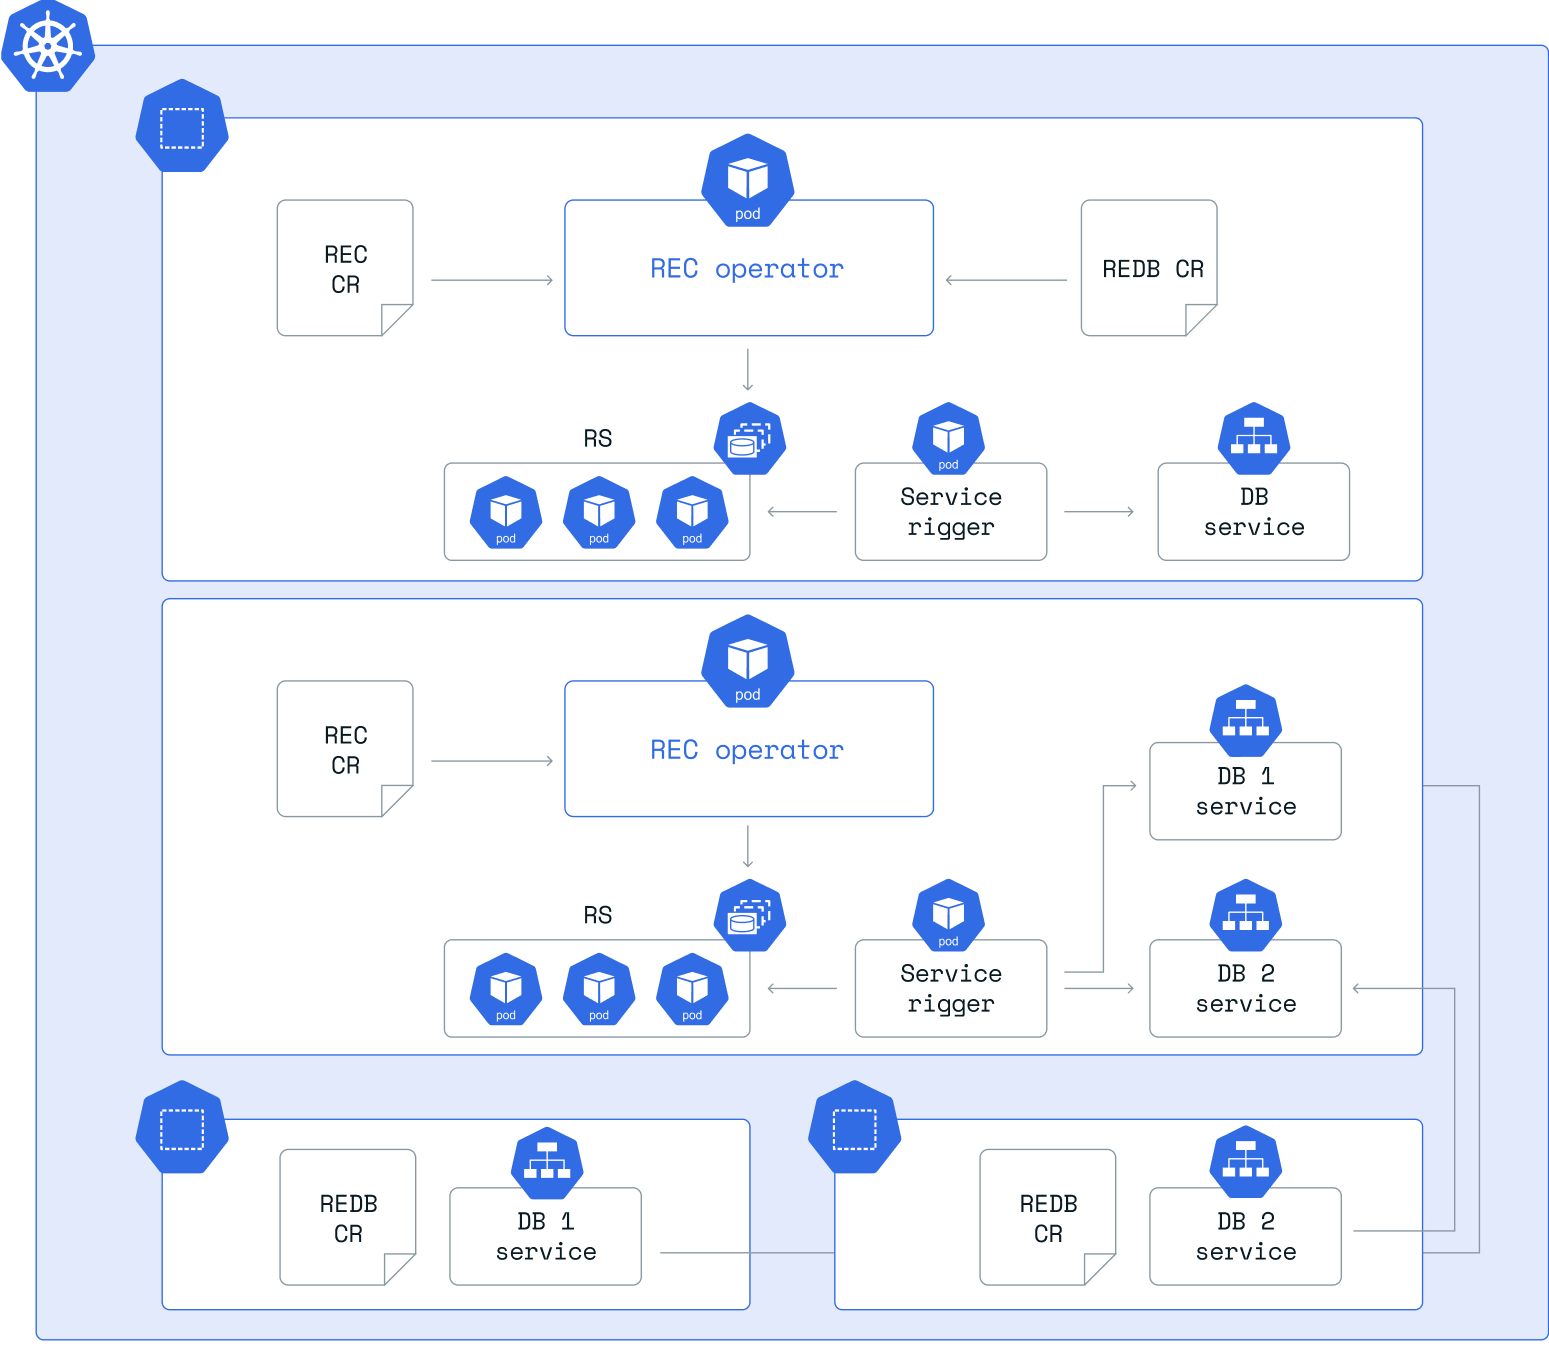 pod
REC
CR
REC operator
REDB CR
RS
pod
pod
pod
pod
Service
rigger
DB
service
pod
REC
CR
REC operator
DB 1
service
RS
pod
pod
pod
pod
Service
rigger
DB 2
service
REDB
CR
DB 1
service
REDB
CR
DB 2
service